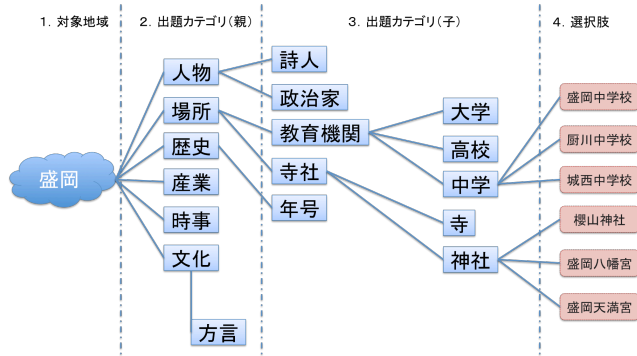 1．対象地域
2．出題カテゴリ（親）
3．出題カテゴリ（子）
4．選択肢
盛岡
人物
場所
歴史
産業
時事
文化
方言
詩人
政治家
教育機関
寺社
年号
大学
高校
中学
寺
神社
盛岡中学校
厨川中学校
城西中学校
櫻山神社
盛岡八幡宮
盛岡天満宮